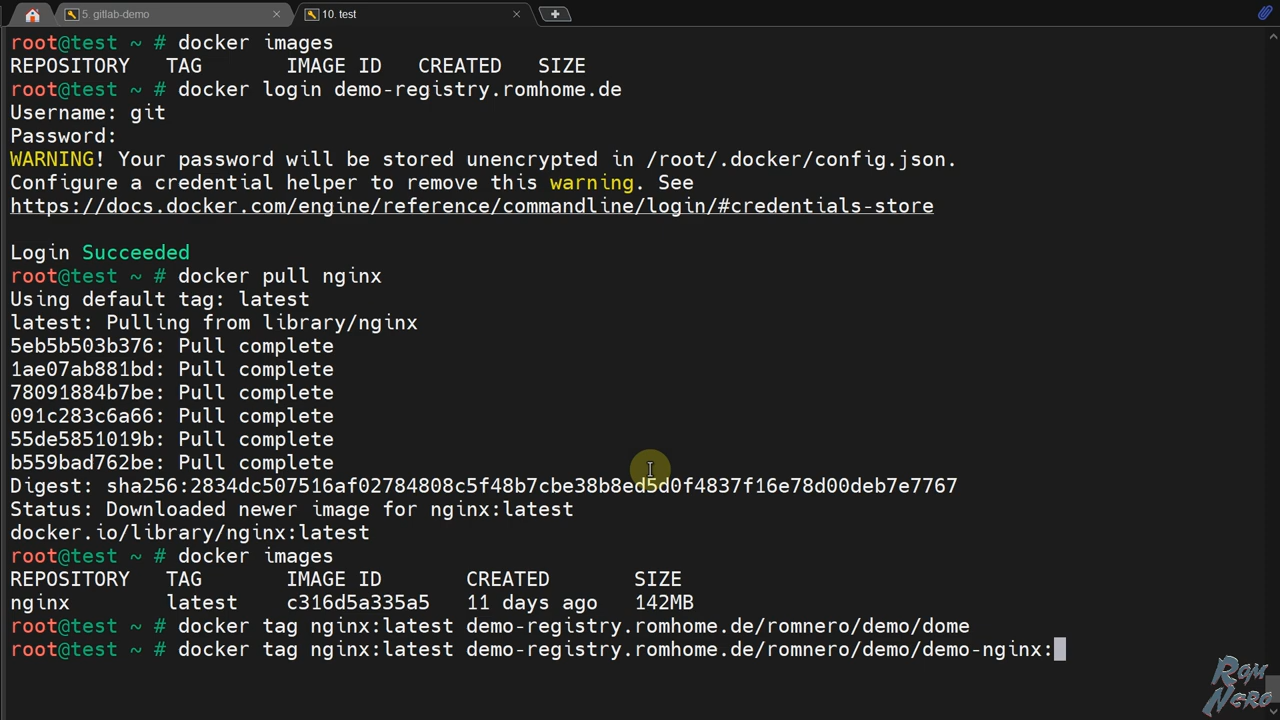 5. gitlab-demo
10. test
root@test ~ # docker images
REPOSITORY TAG IMAGE ID CREATED SIZE
root@test ~ # docker login demo-registry.romhome.de
Username: git
Password:
WARNING! Your password will be stored unencrypted in /root/.docker/config.json.
Configure a credential helper to remove this warning. See
https://docs.docker.com/engine/reference/commandline/login/#credentials-store
Login Succeeded
root@test ~ # docker pull nginx
Using default tag: latest
latest: Pulling from library/nginx
5eb5b503b376: Pull complete
1ae07ab881bd: Pull complete
78091884b7be: Pull complete
091c283c6a66: Pull complete
55de5851019b: Pull complete
b559bad762be: Pull complete
Digest: sha256:2834dc507516af02784808c5f48b7cbe38b8ed5d0f4837f16e78d00deb7e7767
Status: Downloaded newer image for nginx:latest
docker.io/library/nginx:latest
root@test ~ # docker images
REPOSITORY TAG IMAGE ID CREATED SIZE
nginx latest c316d5a335a5 11 days ago 142MB
root@test ~ # docker tag nginx:latest demo-registry.romhome.de/romnero/demo/dome
root@test ~ # docker tag nginx:latest demo-registry.romhome.de/romnero/demo/demo-nginx:
Rom
Nero